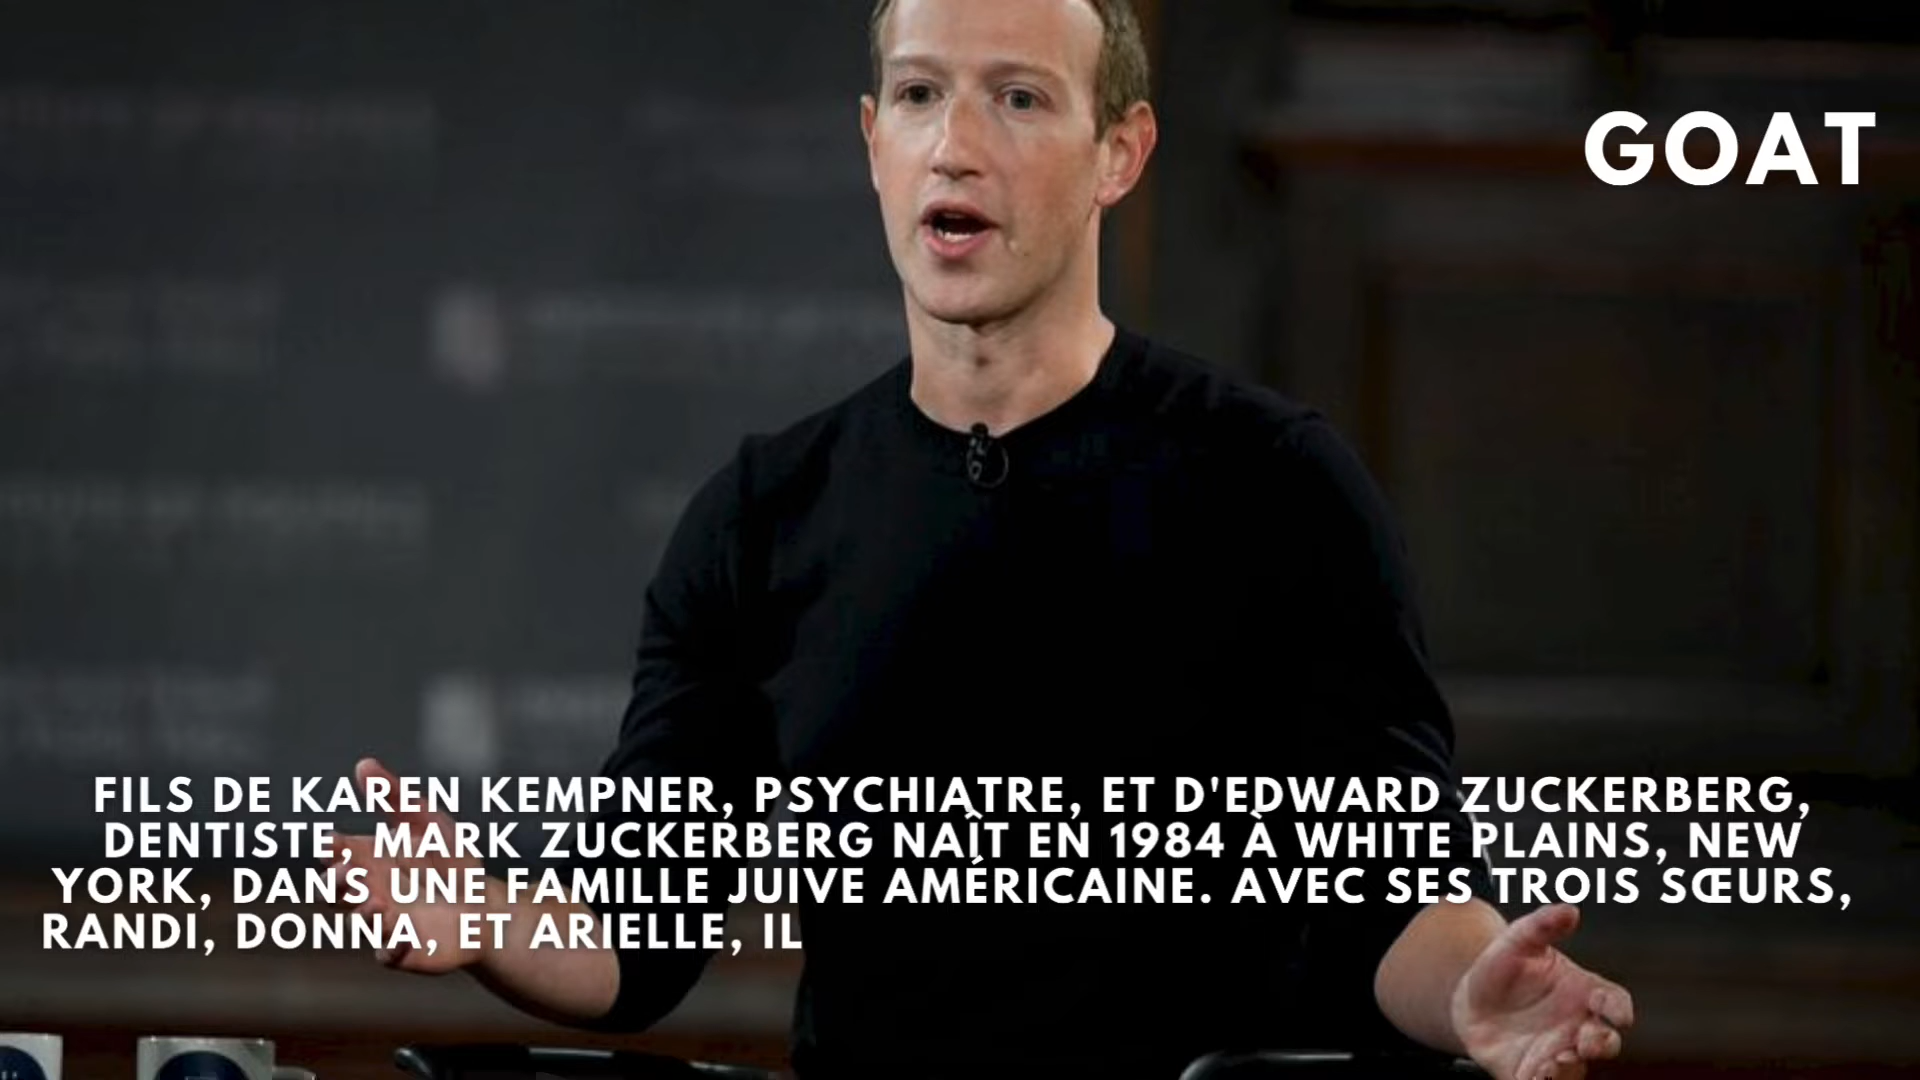 GOAT
FILS DE KAREN KEMPNER, PSYCHIATRE, ET D'EDWARD ZUCKERBERG,
DENTISTE, MARK ZUCKERBERG NAÎT EN 1984 À WHITE PLAINS, NEW
YORK, DANS UNE FAMILLE JUIVE AMÉRICAINE. AVEC SES TROIS SŒURS,
RANDI, DONNA, ET ARIELLE, IL